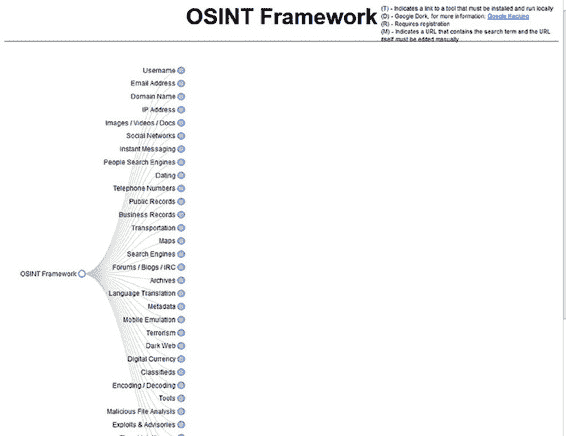 OSINT Framework
(T) - Indicates a link to a tool that must be installed and run locally
(D) - Google Dork, for more information: Google Hacking
(R) - Requires registration
(M) - Indicates a URL that contains the search term and the URL
itself must be edited manually
Username
Email Address
Domain Name
IP Address
Images / Videos / Docs
Social Networks
Instant Messaging
People Search Engines
Dating
Telephone Numbers
Public Records
Business Records
Transportation
Maps
Search Engines
Forums / Blogs / IRC
OSINT Framework
Archives
Language Translation
Metadata
Mobile Emulation
Terrorism
Dark Web
Digital Currency
Classifieds
Encoding / Decoding
Tools
Malicious File Analysis
Exploits & Advisories